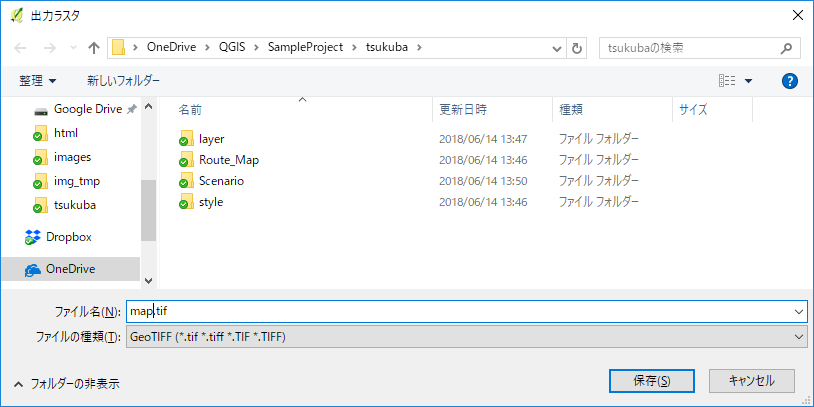 出力ラスタ
OneDrive › QGIS › SampleProject › tsukuba ›
tsukubaの検索
整理 新しいフォルダー
Google Drive
html
images
img_tmp
tsukuba
Dropbox
OneDrive
名前 更新日時 種類 サイズ
layer 2018/06/14 13:47 ファイル フォルダー
Route_Map 2018/06/14 13:46 ファイル フォルダー
Scenario 2018/06/14 13:50 ファイル フォルダー
style 2018/06/14 13:46 ファイル フォルダー
ファイル名(N): map.tif
ファイルの種類(T): GeoTIFF (*.tif *.tiff *.TIF *.TIFF)
フォルダーの非表示 保存(S) キャンセル